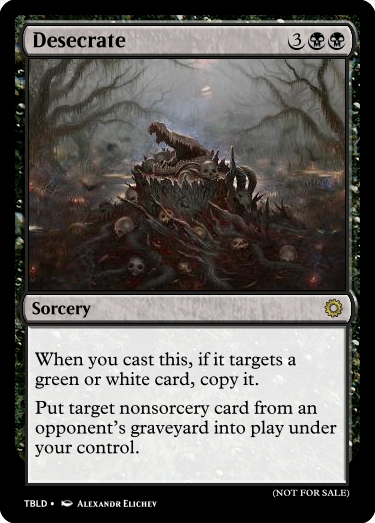 Desecrate 3
Sorcery
When you cast this, if it targets a
green or white card, copy it.
Put target nonsorcery card from an
opponent's graveyard into play under
your control.
(NOT FOR SALE)
TBLD • Alexandr Elichev